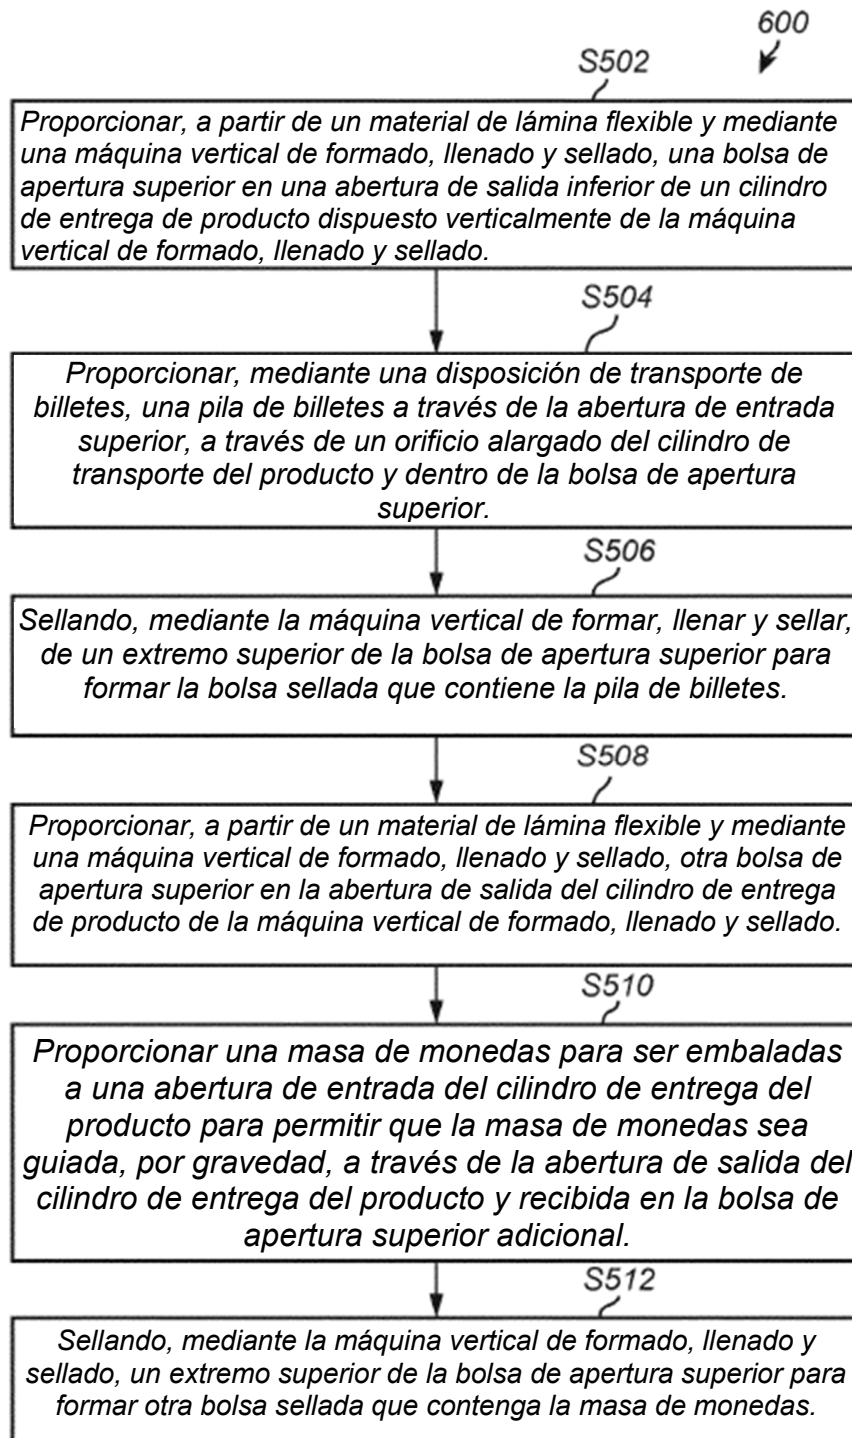 600
S502
Proporcionar, a partir de un material de lámina flexible y mediante
una máquina vertical de formado, llenado y sellado, una bolsa de
apertura superior en una abertura de salida inferior de un cilindro
de entrega de producto dispuesto verticalmente de la máquina
vertical de formado, llenado y sellado.
S504
Proporcionar, mediante una disposición de transporte de
billetes, una pila de billetes a través de la abertura de entrada
superior, a través de un orificio alargado del cilindro de
transporte del producto y dentro de la bolsa de apertura
superior.
S506
Sellando, mediante la máquina vertical de formar, llenar y sellar,
de un extremo superior de la bolsa de apertura superior para
formar la bolsa sellada que contiene la pila de billetes.
S508
Proporcionar, a partir de un material de lámina flexible y mediante
una máquina vertical de formado, llenado y sellado, otra bolsa de
apertura superior en la abertura de salida del cilindro de entrega
de producto de la máquina vertical de formado, llenado y sellado.
S510
Proporcionar una masa de monedas para ser embaladas
a una abertura de entrada del cilindro de entrega del
producto para permitir que la masa de monedas sea
guiada, por gravedad, a través de la abertura de salida del
cilindro de entrega del producto y recibida en la bolsa de
apertura superior adicional.
S512
Sellando, mediante la máquina vertical de formado, llenado y
sellado, un extremo superior de la bolsa de apertura superior para
formar otra bolsa sellada que contenga la masa de monedas.